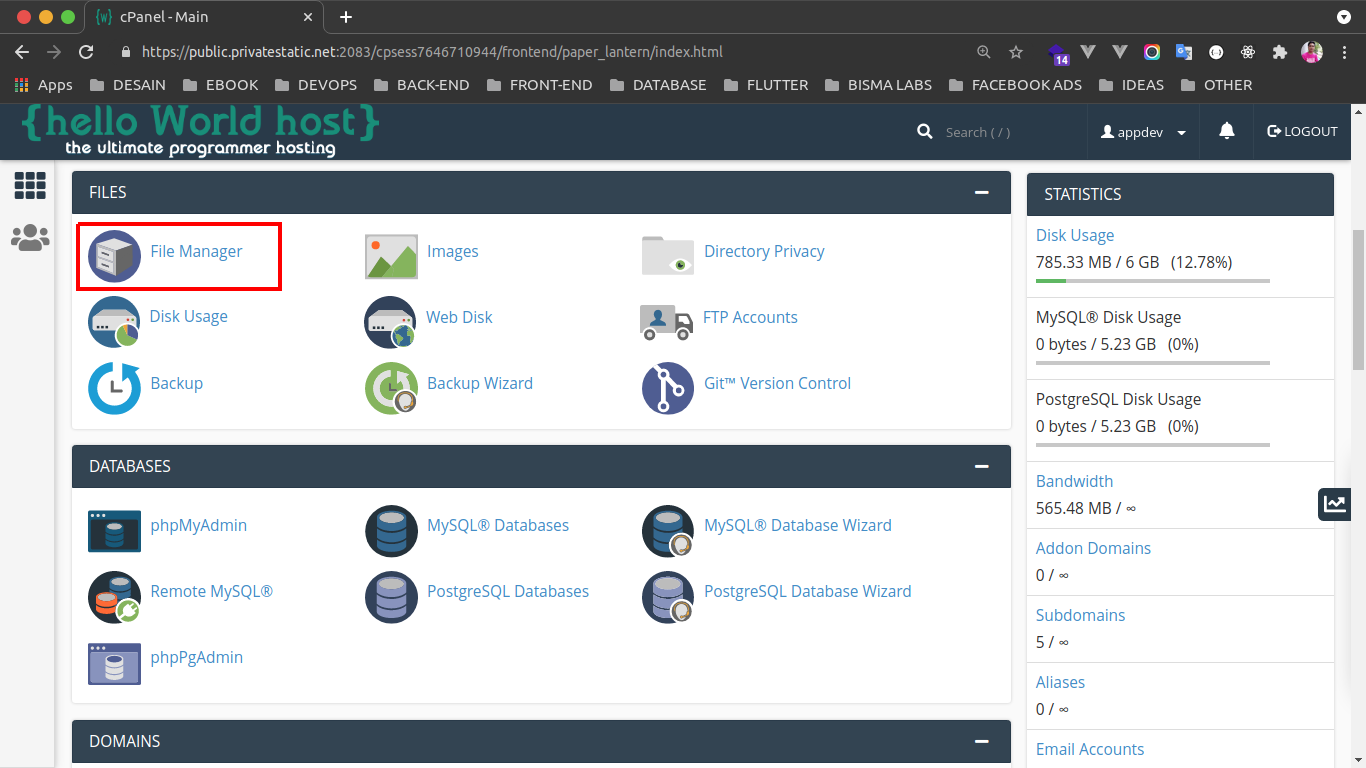 cPanel - Main
https://public.privatestatic.net:2083/cpsess7646710944/frontend/paper_lantern/index.html
14
Apps DESAIN EBOOK DEVOPS BACK-END FRONT-END DATABASE FLUTTER BISMA LABS FACEBOOK ADS IDEAS OTHER
{hello World host}
the ultimate programmer hosting
Search ( / )
appdev
LOGOUT
FILES
File Manager Images Directory Privacy
Disk Usage Web Disk FTP Accounts
Backup Backup Wizard Git™ Version Control
DATABASES
phpMyAdmin MySQL® Databases MySQL® Database Wizard
Remote MySQL® PostgreSQL Databases PostgreSQL Database Wizard
phpPgAdmin
DOMAINS
STATISTICS
Disk Usage
785.33 MB / 6 GB (12.78%)
MySQL® Disk Usage
0 bytes / 5.23 GB (0%)
PostgreSQL Disk Usage
0 bytes / 5.23 GB (0%)
Bandwidth
565.48 MB / ∞
Addon Domains
0 / ∞
Subdomains
5 / ∞
Aliases
0 / ∞
Email Accounts